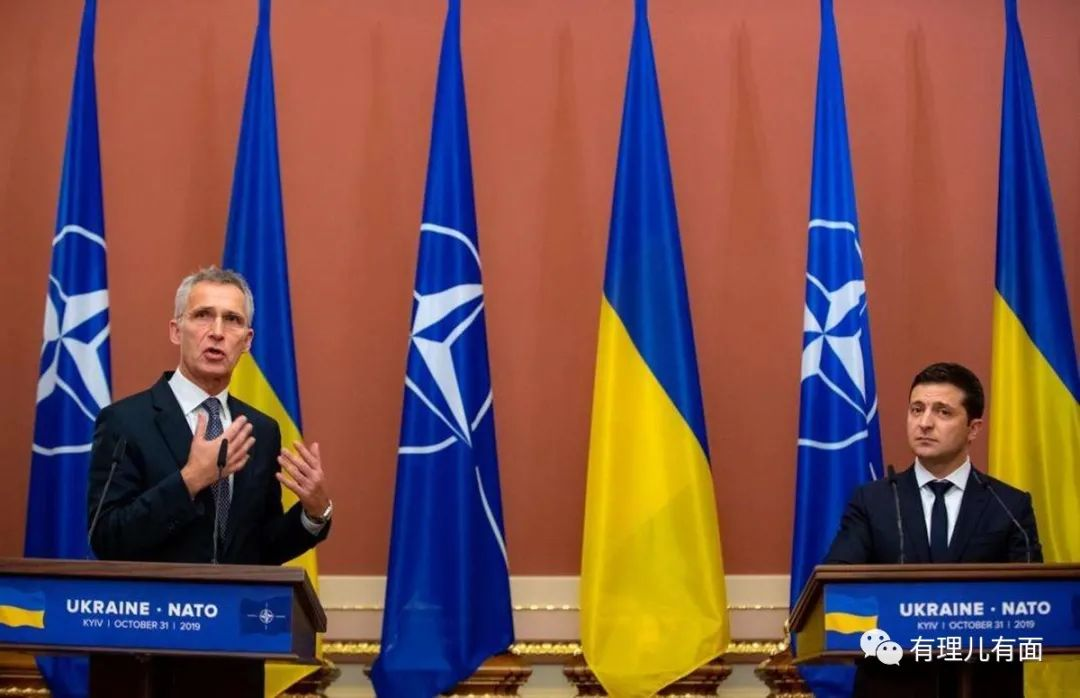 UKRAINE · NATO
KYIV | OCTOBER 31 | 2019
UKRAINE · NATO
KYIV | OCTOBER 31 | 2019
有理儿有面